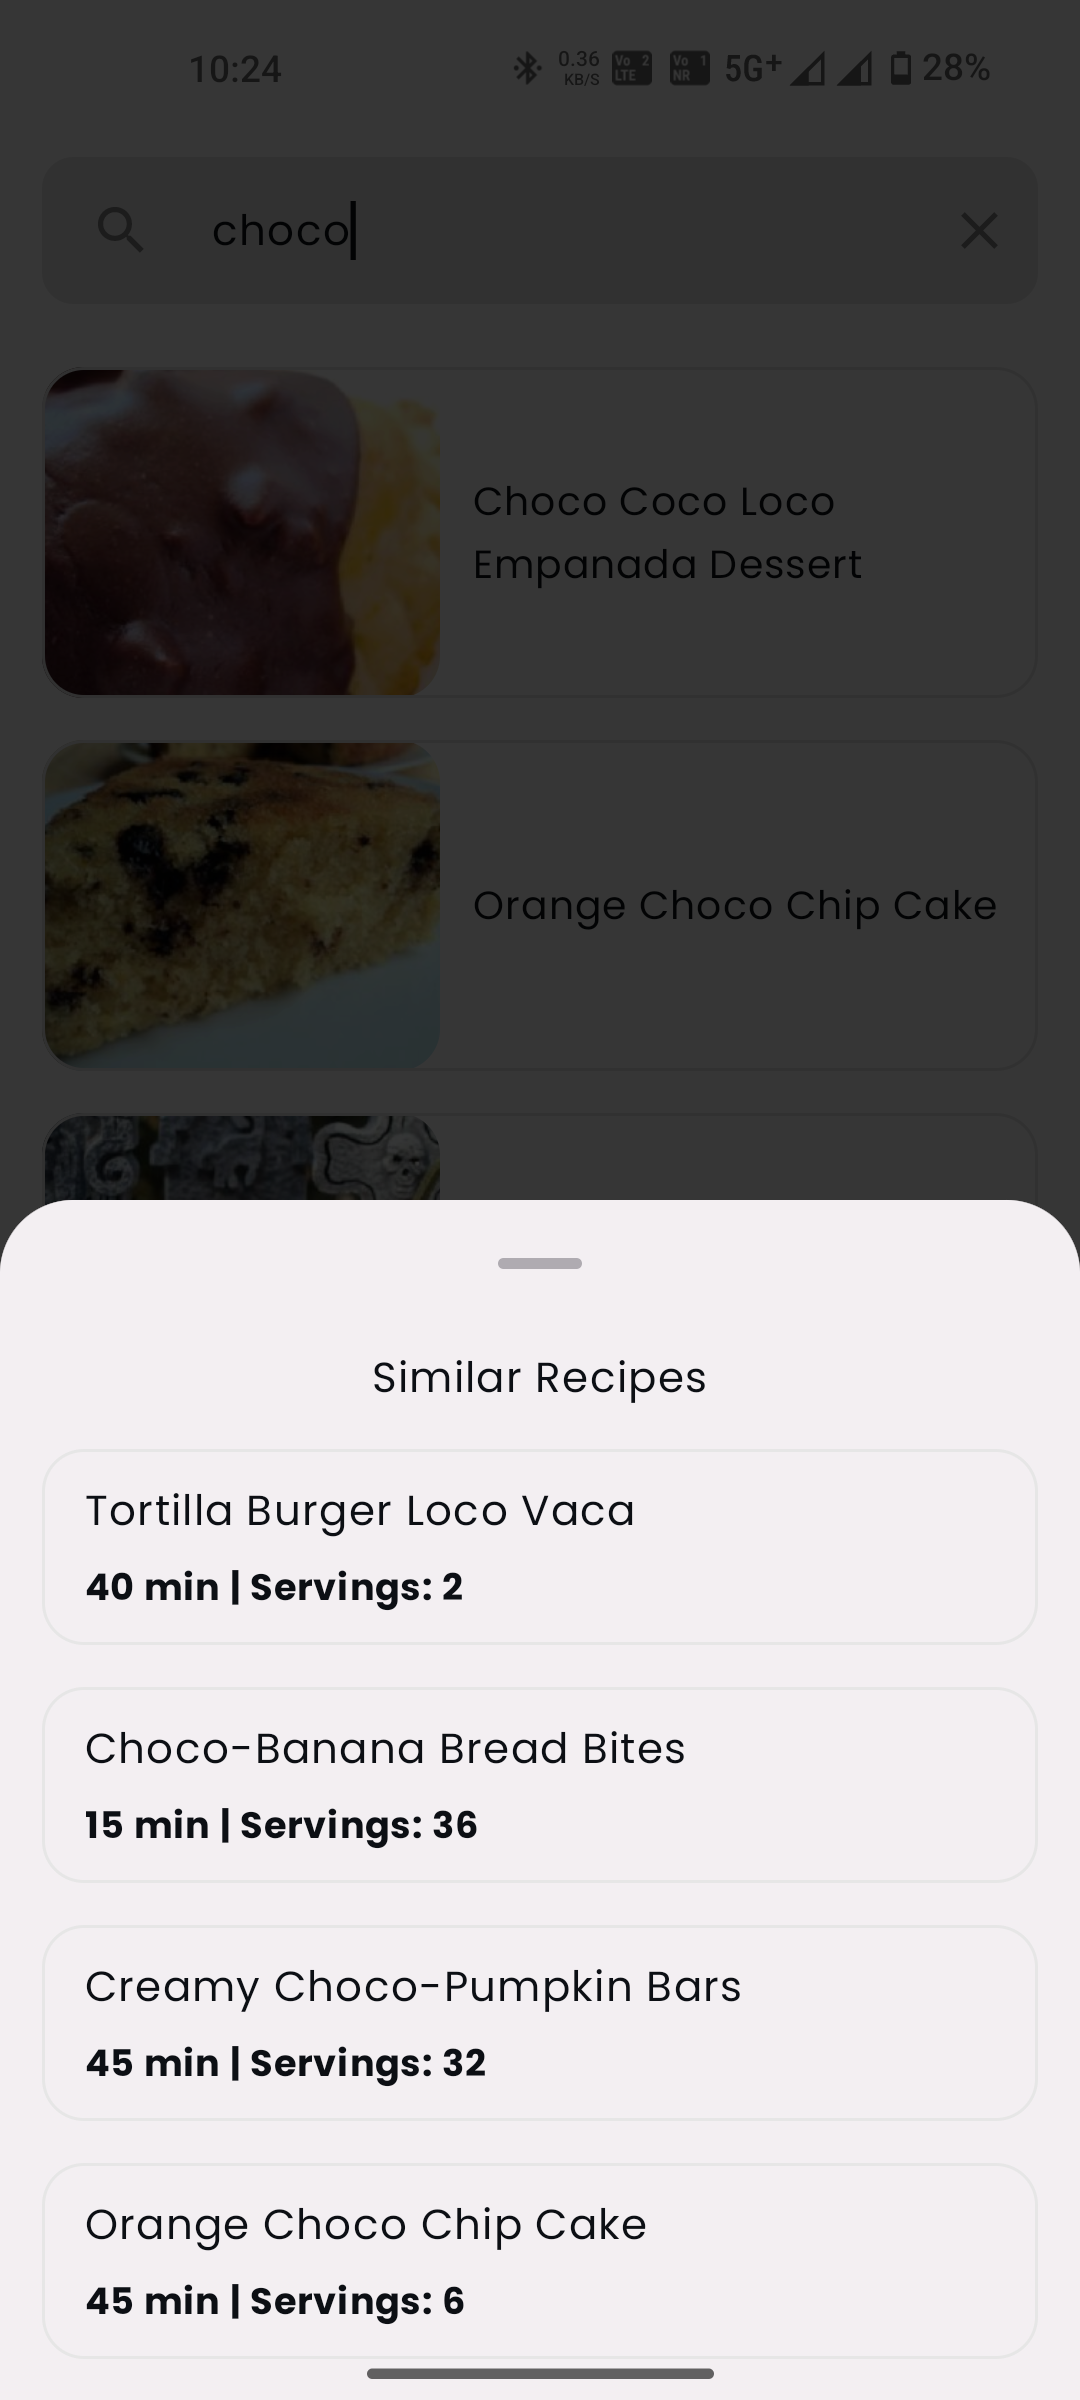 10:24
0.36 KB/S Vo 2 LTE Vo 1 NR 5G+ 28%
choco
Choco Coco Loco
Empanada Dessert
Orange Choco Chip Cake
Similar Recipes
Tortilla Burger Loco Vaca
40 min | Servings: 2
Choco-Banana Bread Bites
15 min | Servings: 36
Creamy Choco-Pumpkin Bars
45 min | Servings: 32
Orange Choco Chip Cake
45 min | Servings: 6